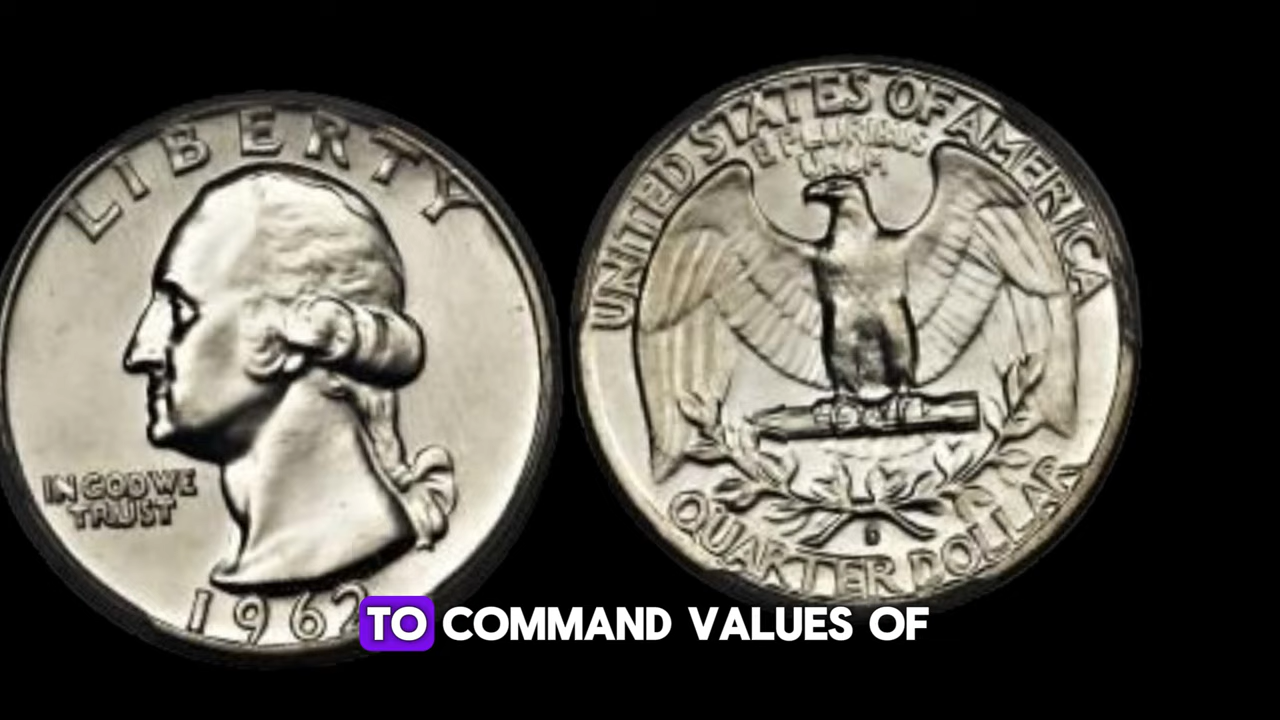 LIBERTY
IN GOD WE
TRUST
1962
UNITED STATES OF AMERICA
E PLURIBUS
UNUM
D
QUARTER DOLLAR
TO COMMAND VALUES OF